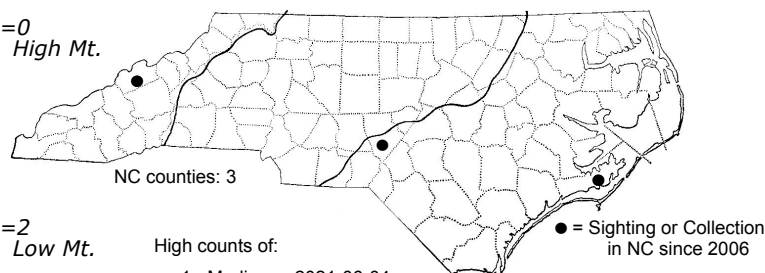 =0
High Mt.
NC counties: 3
=2
Low Mt.
High counts of:
● = Sighting or Collection
in NC since 2006